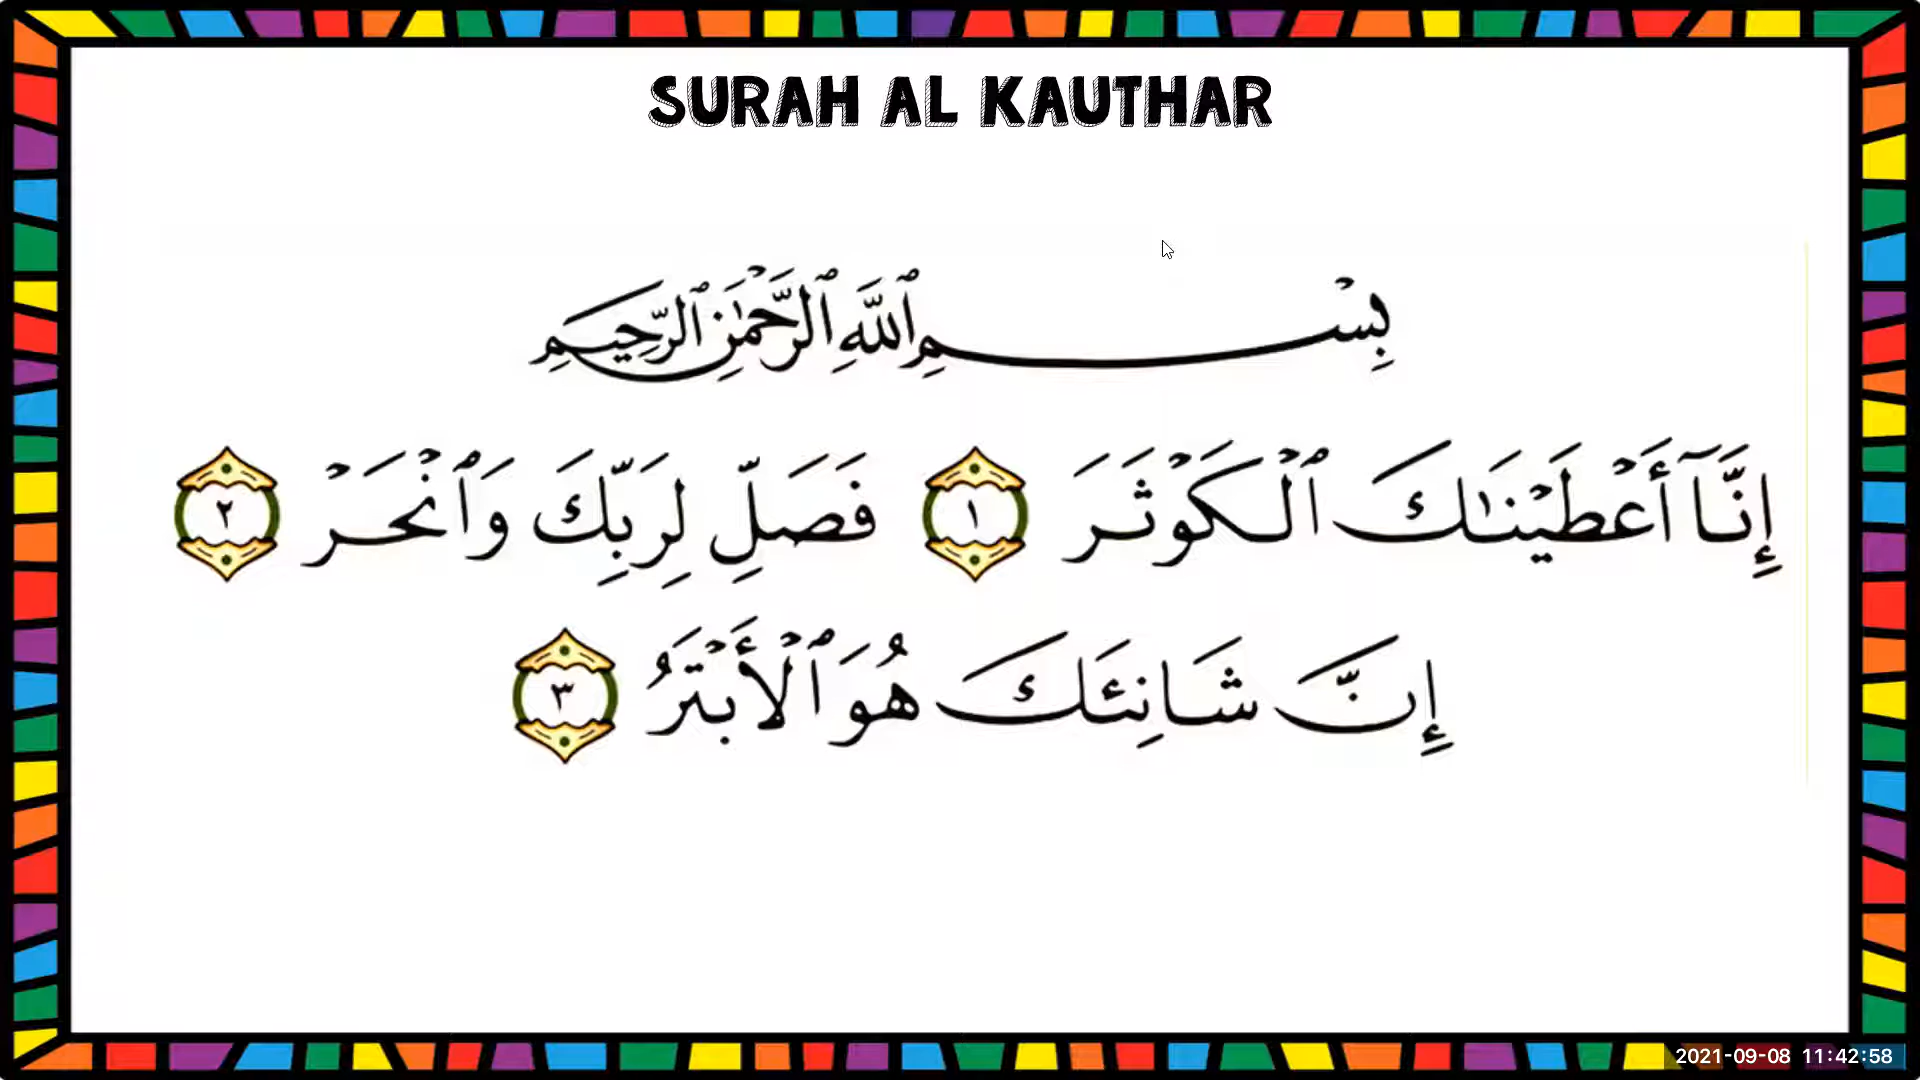 SURAH AL KAUTHAR
بِسْمِ ٱللَّهِ ٱلرَّحْمَٰنِ ٱلرَّحِيمِ
إِنَّآ أَعْطَيْنَٰكَ ٱلْكَوْثَرَ ١ فَصَلِّ لِرَبِّكَ وَٱنْحَرْ ٢
إِنَّ شَانِئَكَ هُوَ ٱلْأَبْتَرُ ٣
2021-09-08 11:42:58